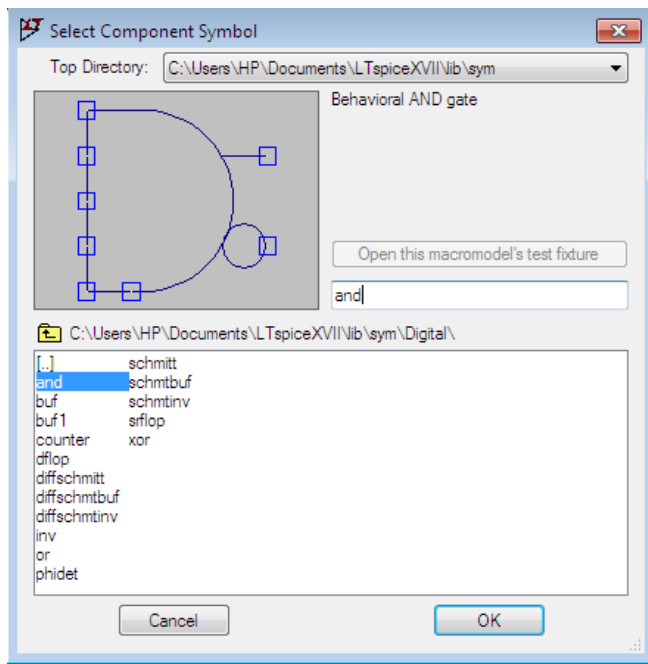 Select Component Symbol
Top Directory: C:\Users\HP\Documents\LTspiceXVII\lib\sym
Behavioral AND gate
Open this macromodel's test fixture
and
C:\Users\HP\Documents\LTspiceXVII\lib\sym\Digital\
[..] schmitt
and schmtbuf
buf schmtinv
buf1 srflop
counter xor
dflop
diffschmitt
diffschmtbuf
diffschmtinv
inv
or
phidet
Cancel OK